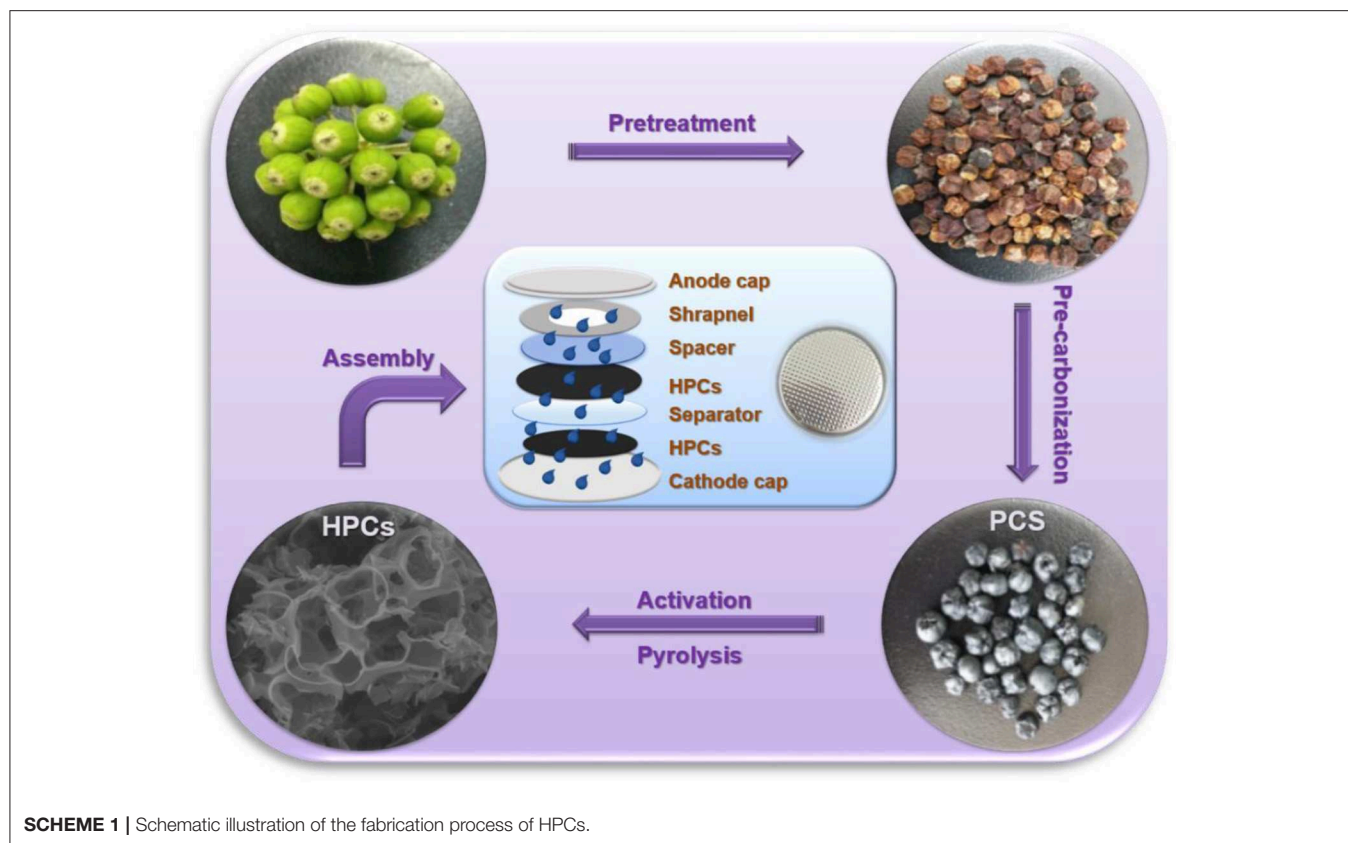 Pretreatment
Pre-carbonization
PCS
Activation
Pyrolysis
HPCs
Assembly
Anode cap
Shrapnel
Spacer
HPCs
Separator
HPCs
Cathode cap
SCHEME 1 | Schematic illustration of the fabrication process of HPCs.